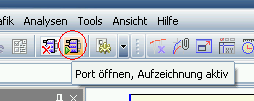 afik Analysen Tools Ansicht Hilfe
Port öffnen, Aufzeichnung aktiv